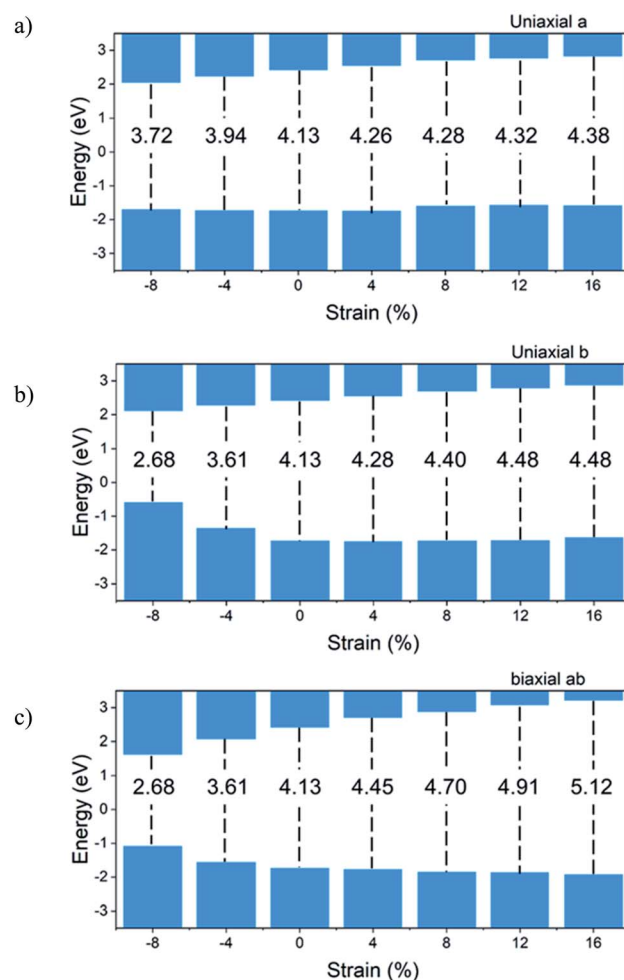 a)
Uniaxial a
3
2
1
0
-1
-2
-3
Energy (eV)
3.72 3.94 4.13 4.26 4.28 4.32 4.38
-8 -4 0 4 8 12 16
Strain (%)
b)
Uniaxial b
3
2
1
0
-1
-2
-3
Energy (eV)
2.68 3.61 4.13 4.28 4.40 4.48 4.48
-8 -4 0 4 8 12 16
Strain (%)
c)
biaxial ab
3
2
1
0
-1
-2
-3
Energy (eV)
2.68 3.61 4.13 4.45 4.70 4.91 5.12
-8 -4 0 4 8 12 16
Strain (%)